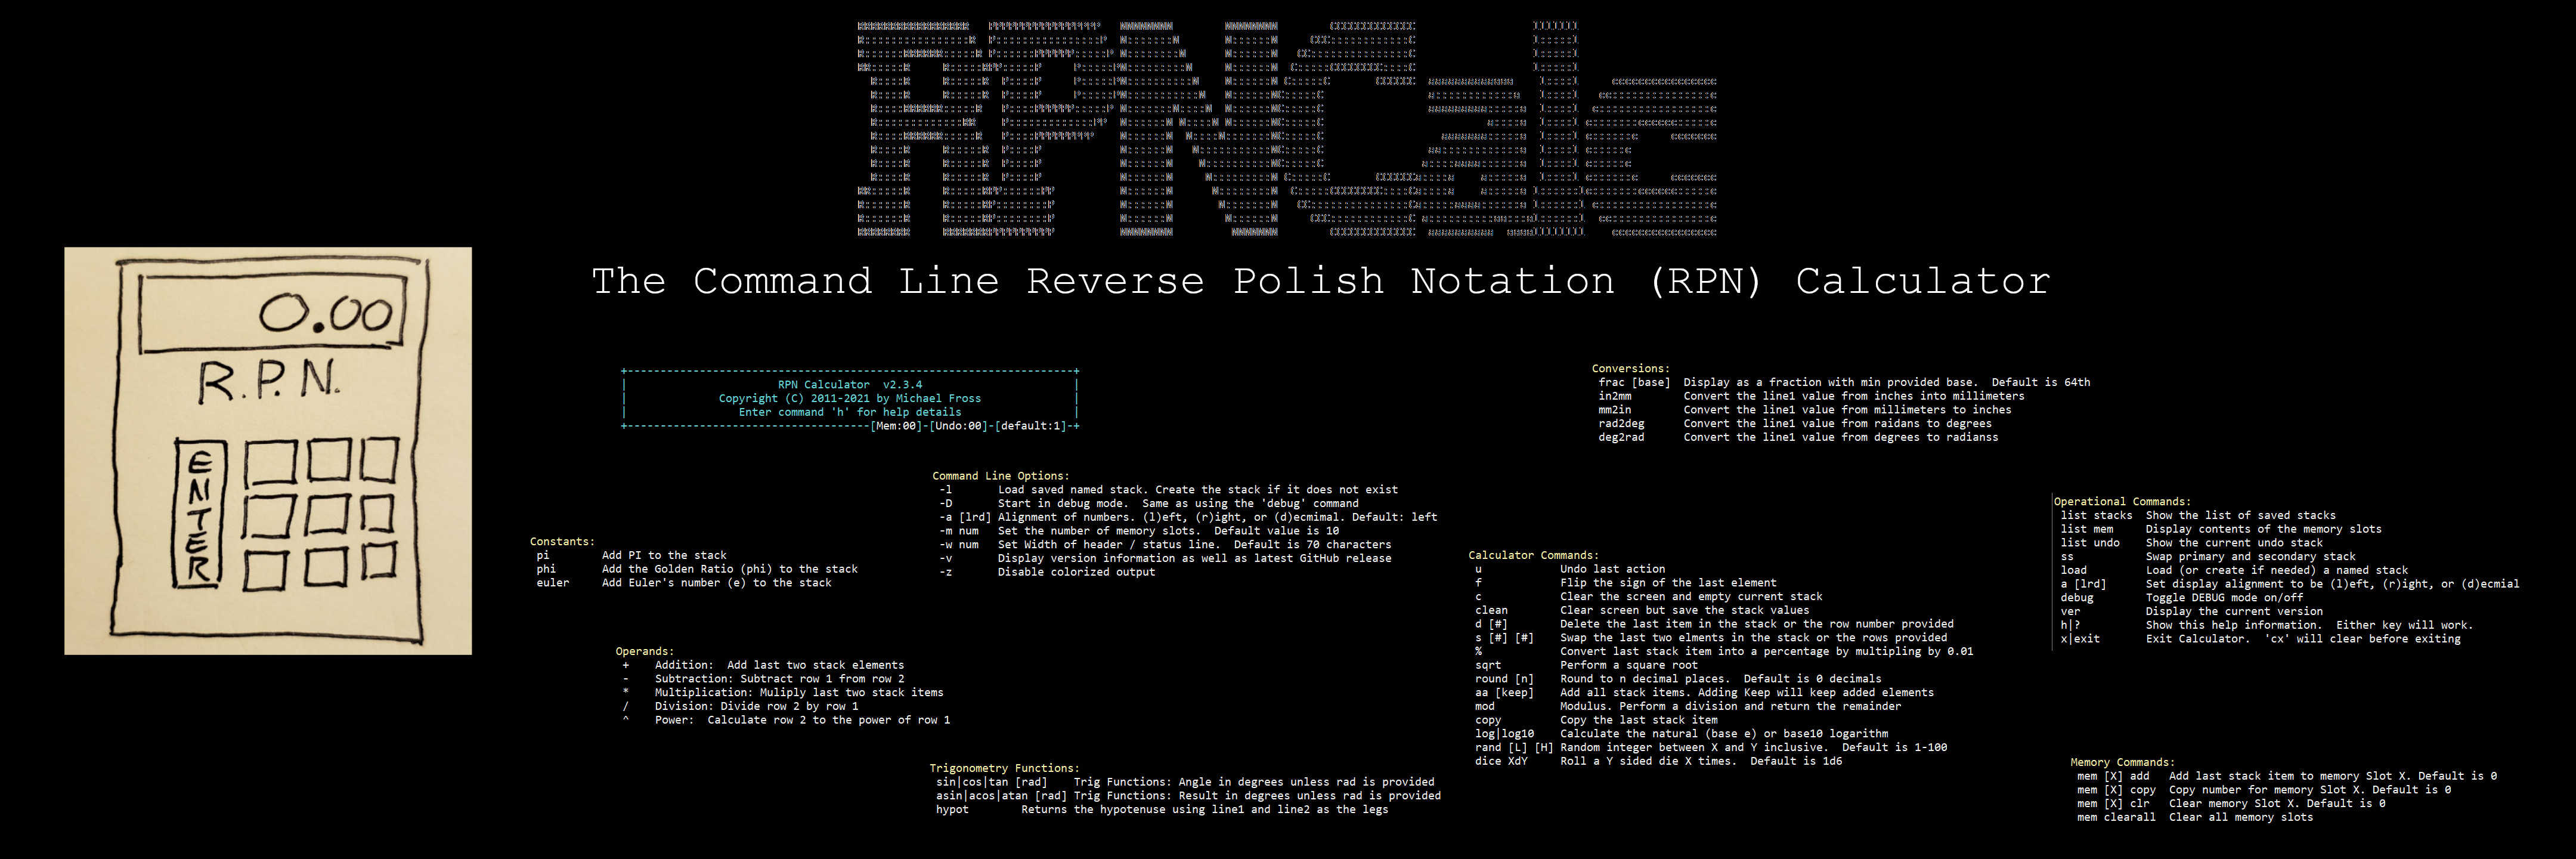 RPNCalc
The Command Line Reverse Polish Notation (RPN) Calculator
0.00
R.P.N.
ENTER
+--------------------------------------------------------------------+
| RPN Calculator  v2.3.4 |
| Copyright (C) 2011-2021 by Michael Fross |
| Enter command 'h' for help details |
+-------------------------------------[Mem:00]-[Undo:00]-[default:1]-+
Conversions:
frac [base]  Display as a fraction with min provided base.  Default is 64th
in2mm        Convert the line1 value from inches into millimeters
mm2in        Convert the line1 value from millimeters to inches
rad2deg      Convert the line1 value from raidans to degrees
deg2rad      Convert the line1 value from degrees to radianss
Command Line Options:
-l       Load saved named stack. Create the stack if it does not exist
-D       Start in debug mode.  Same as using the 'debug' command
-a [lrd] Alignment of numbers. (l)eft, (r)ight, or (d)ecmimal. Default: left
-m num   Set the number of memory slots.  Default value is 10
-w num   Set Width of header / status line.  Default is 70 characters
-v       Display version information as well as latest GitHub release
-z       Disable colorized output
Constants:
pi        Add PI to the stack
phi       Add the Golden Ratio (phi) to the stack
euler     Add Euler's number (e) to the stack
Operands:
+    Addition:  Add last two stack elements
-    Subtraction: Subtract row 1 from row 2
*    Multiplication: Muliply last two stack items
/    Division: Divide row 2 by row 1
^    Power:  Calculate row 2 to the power of row 1
Trigonometry Functions:
sin|cos|tan [rad]    Trig Functions: Angle in degrees unless rad is provided
asin|acos|atan [rad] Trig Functions: Result in degrees unless rad is provided
hypot        Returns the hypotenuse using line1 and line2 as the legs
Calculator Commands:
u            Undo last action
f            Flip the sign of the last element
c            Clear the screen and empty current stack
clean        Clear screen but save the stack values
d [#]        Delete the last item in the stack or the row number provided
s [#] [#]    Swap the last two elments in the stack or the rows provided
%            Convert last stack item into a percentage by multipling by 0.01
sqrt         Perform a square root
round [n]    Round to n decimal places.  Default is 0 decimals
aa [keep]    Add all stack items. Adding Keep will keep added elements
mod          Modulus. Perform a division and return the remainder
copy         Copy the last stack item
log|log10    Calculate the natural (base e) or base10 logarithm
rand [L] [H] Random integer between X and Y inclusive.  Default is 1-100
dice XdY     Roll a Y sided die X times.  Default is 1d6
Operational Commands:
list stacks  Show the list of saved stacks
list mem     Display contents of the memory slots
list undo    Show the current undo stack
ss           Swap primary and secondary stack
load         Load (or create if needed) a named stack
a [lrd]      Set display alignment to be (l)eft, (r)ight, or (d)ecmial
debug        Toggle DEBUG mode on/off
ver          Display the current version
h|?          Show this help information.  Either key will work.
x|exit       Exit Calculator.  'cx' will clear before exiting
Memory Commands:
mem [X] add   Add last stack item to memory Slot X. Default is 0
mem [X] copy  Copy number for memory Slot X. Default is 0
mem [X] clr   Clear memory Slot X. Default is 0
mem clearall  Clear all memory slots